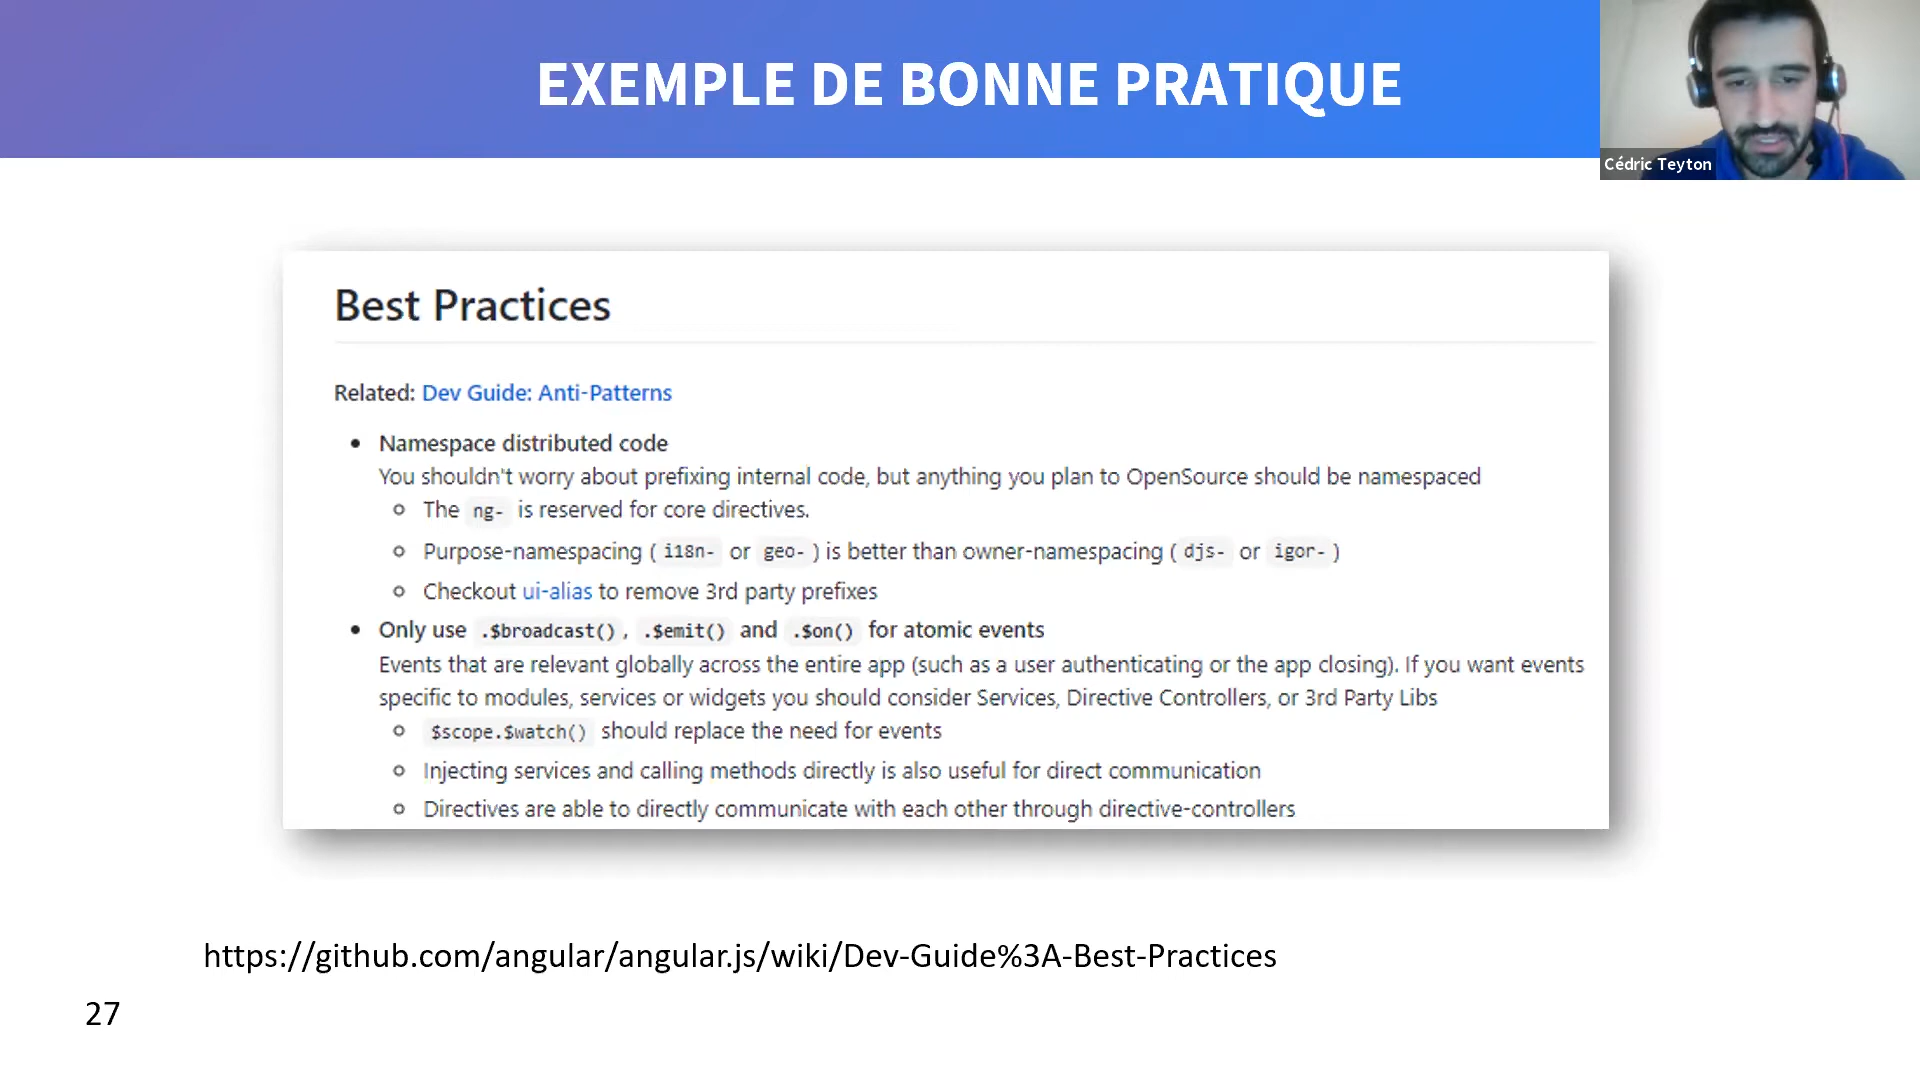 EXEMPLE DE BONNE PRATIQUE
Cédric Teyton
Best Practices
Related: Dev Guide: Anti-Patterns
• Namespace distributed code
You shouldn't worry about prefixing internal code, but anything you plan to OpenSource should be namespaced
○ The ng- is reserved for core directives.
○ Purpose-namespacing ( i18n- or geo- ) is better than owner-namespacing ( djs- or igor- )
○ Checkout ui-alias to remove 3rd party prefixes
• Only use .$broadcast() , .$emit() and .$on() for atomic events
Events that are relevant globally across the entire app (such as a user authenticating or the app closing). If you want events
specific to modules, services or widgets you should consider Services, Directive Controllers, or 3rd Party Libs
○ $scope.$watch() should replace the need for events
○ Injecting services and calling methods directly is also useful for direct communication
○ Directives are able to directly communicate with each other through directive-controllers
https://github.com/angular/angular.js/wiki/Dev-Guide%3A-Best-Practices
27